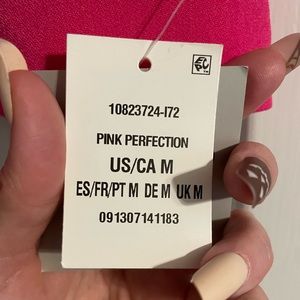 10823724-I72
PINK PERFECTION
US/CA M
ES/FR/PT M DE M UK M
091307141183